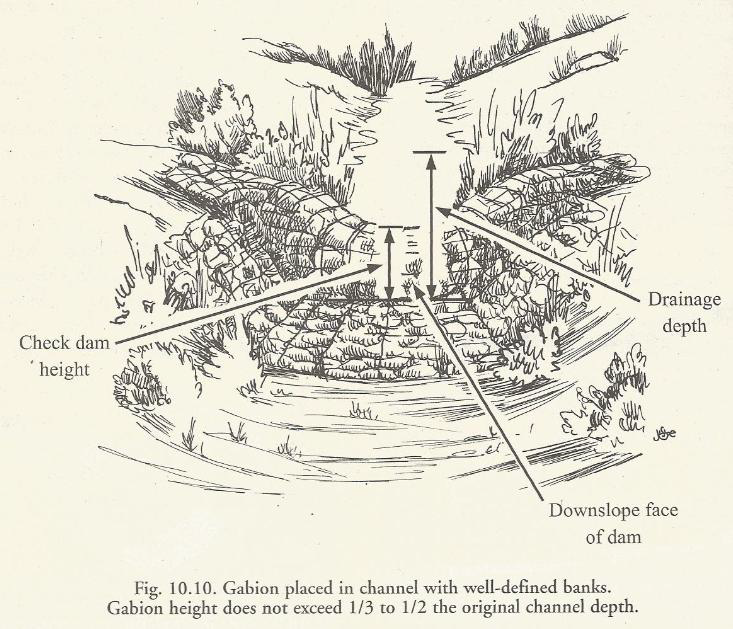 Check dam
height
Drainage
depth
Downslope face
of dam
Fig. 10.10. Gabion placed in channel with well-defined banks.
Gabion height does not exceed 1/3 to 1/2 the original channel depth.